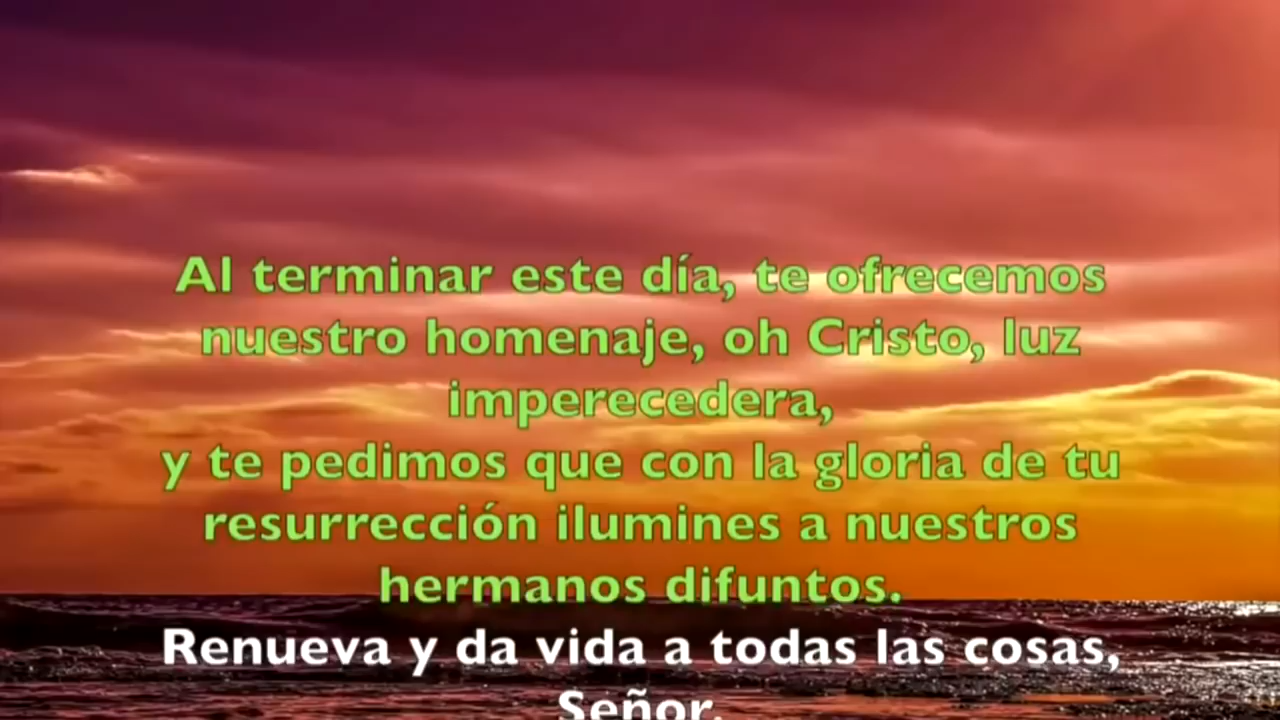 Al terminar este día, te ofrecemos
nuestro homenaje, oh Cristo, luz
imperecedera,
y te pedimos que con la gloria de tu
resurrección ilumines a nuestros
hermanos difuntos.
Renueva y da vida a todas las cosas,
Señor.